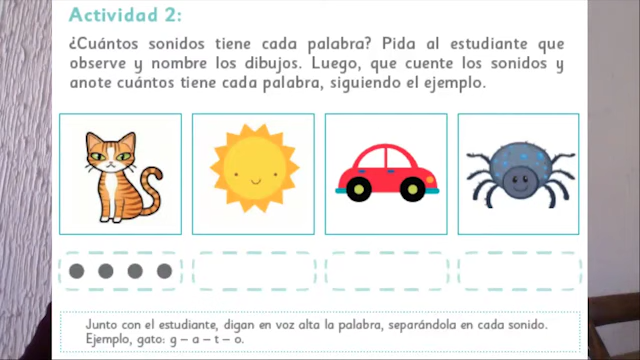 Actividad 2:
¿Cuántos sonidos tiene cada palabra? Pida al estudiante que
observe y nombre los dibujos. Luego, que cuente los sonidos y
anote cuántos tiene cada palabra, siguiendo el ejemplo.
Junto con el estudiante, digan en voz alta la palabra, separándola en cada sonido.
Ejemplo, gato: g – a – t – o.